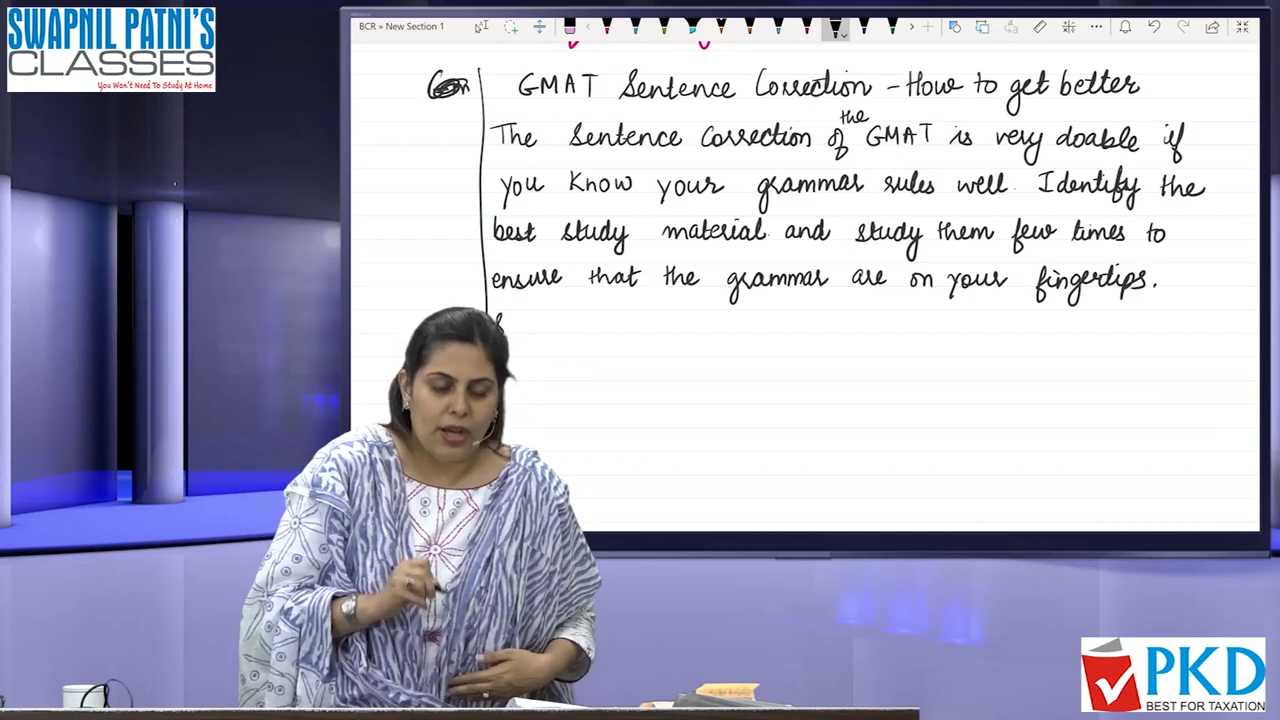 SWAPNIL PATNI'S
CLASSES
You Won't Need To Study At Home
BCR » New Section 1
GMAT Sentence Correction - How to get better
the
The Sentence Correction of GMAT is very doable if
you know your grammar rules well. Identify the
best study material and study them few times to
ensure that the grammar are on your fingertips.
PKD
BEST FOR TAXATION